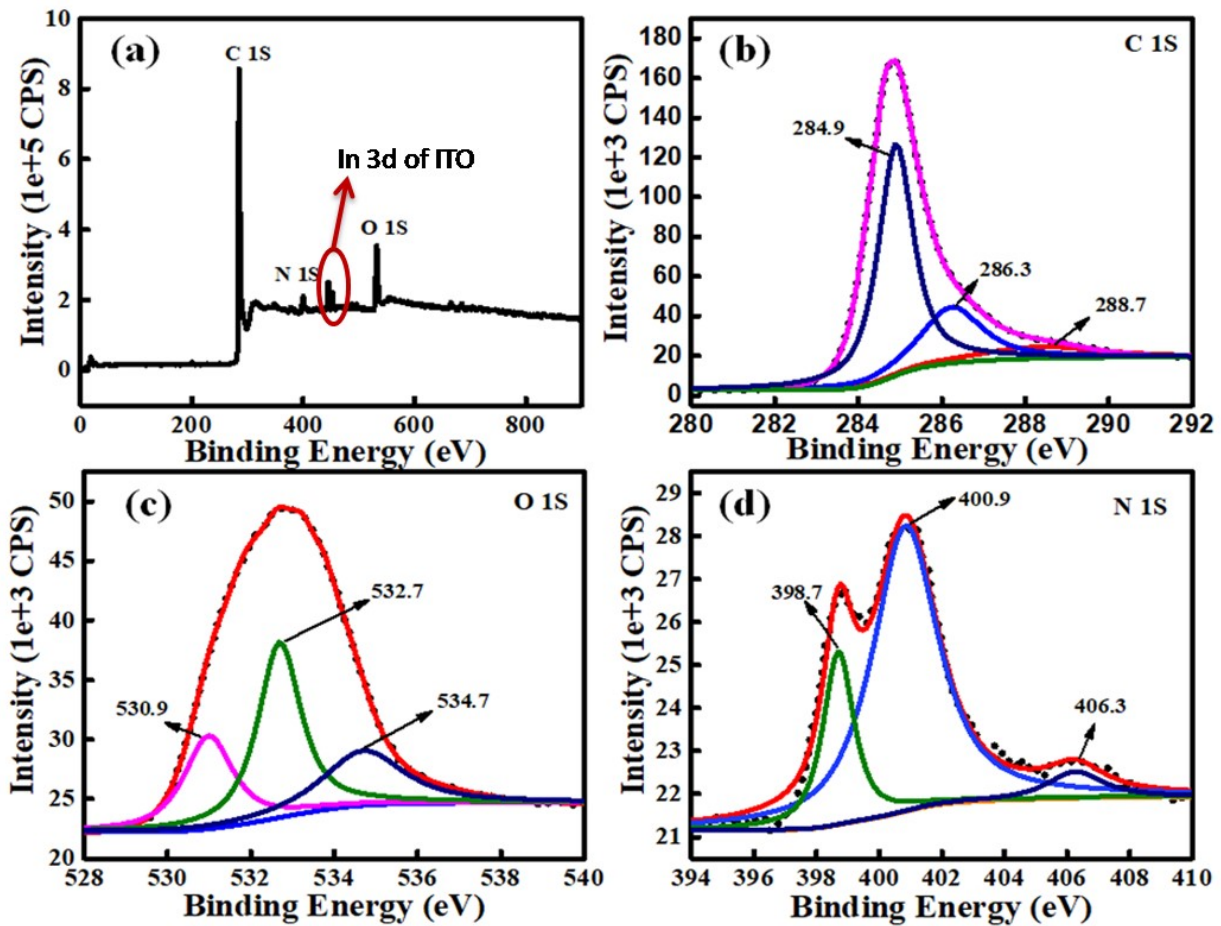 (a)
C 1S
In 3d of ITO
O 1S
N 1S
10
8
6
4
2
0
0 200 400 600 800
Intensity (1e+5 CPS)
Binding Energy (eV)
(b)
C 1S
284.9
286.3
288.7
180
160
140
120
100
80
60
40
20
0
280 282 284 286 288 290 292
Intensity (1e+3 CPS)
Binding Energy (eV)
(c)
O 1S
532.7
530.9
534.7
50
45
40
35
30
25
20
528 530 532 534 536 538 540
Intensity (1e+3 CPS)
Binding Energy (eV)
(d)
N 1S
400.9
398.7
406.3
29
28
27
26
25
24
23
22
21
394 396 398 400 402 404 406 408 410
Intensity (1e+3 CPS)
Binding Energy (eV)